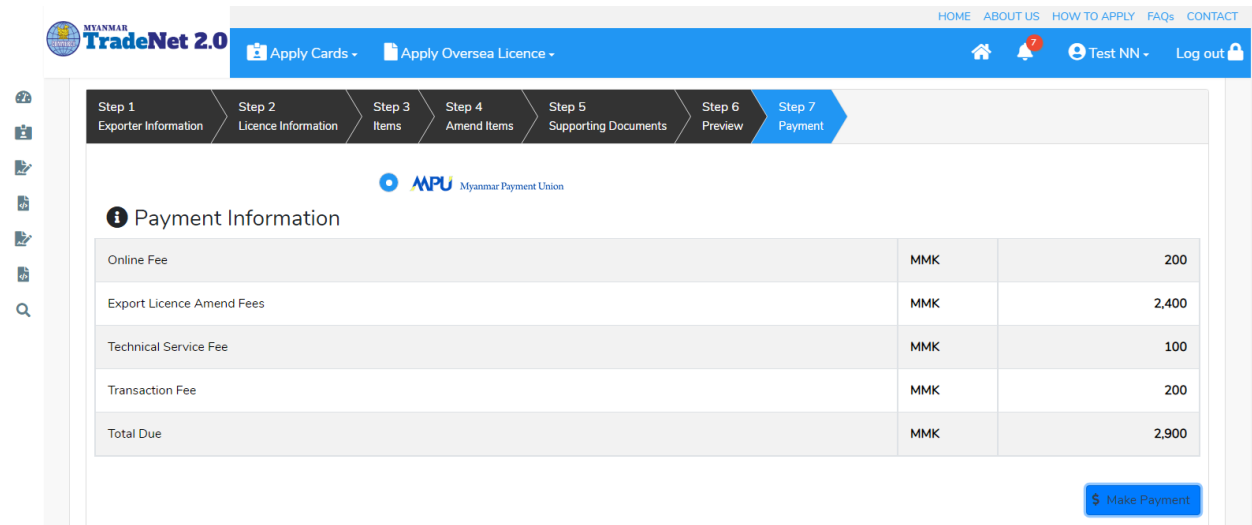 HOME ABOUT US HOW TO APPLY FAQs CONTACT
MYANMAR
TradeNet 2.0
Apply Cards
Apply Oversea Licence
7
Test NN
Log out
Step 1
Exporter Information
Step 2
Licence Information
Step 3
Items
Step 4
Amend Items
Step 5
Supporting Documents
Step 6
Preview
Step 7
Payment
MPU Myanmar Payment Union
Payment Information
Online Fee MMK 200
Export Licence Amend Fees MMK 2,400
Technical Service Fee MMK 100
Transaction Fee MMK 200
Total Due MMK 2,900
$ Make Payment